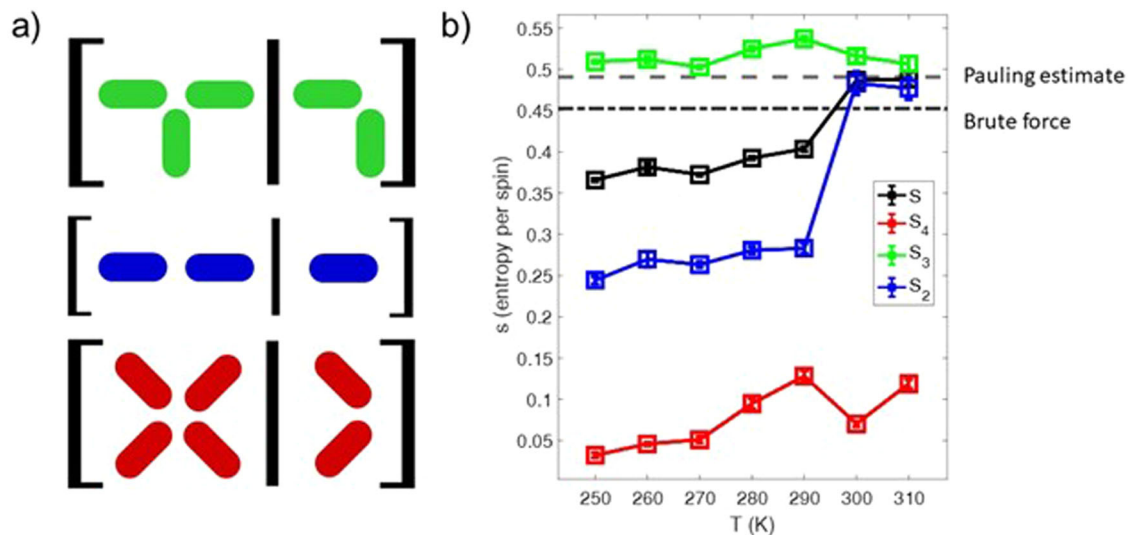 a)
b)
0.55
0.5
0.45
0.4
0.35
0.3
0.25
0.2
0.15
0.1
0.05
s (entropy per spin)
Pauling estimate
Brute force
S
S4
S3
S2
250 260 270 280 290 300 310
T (K)